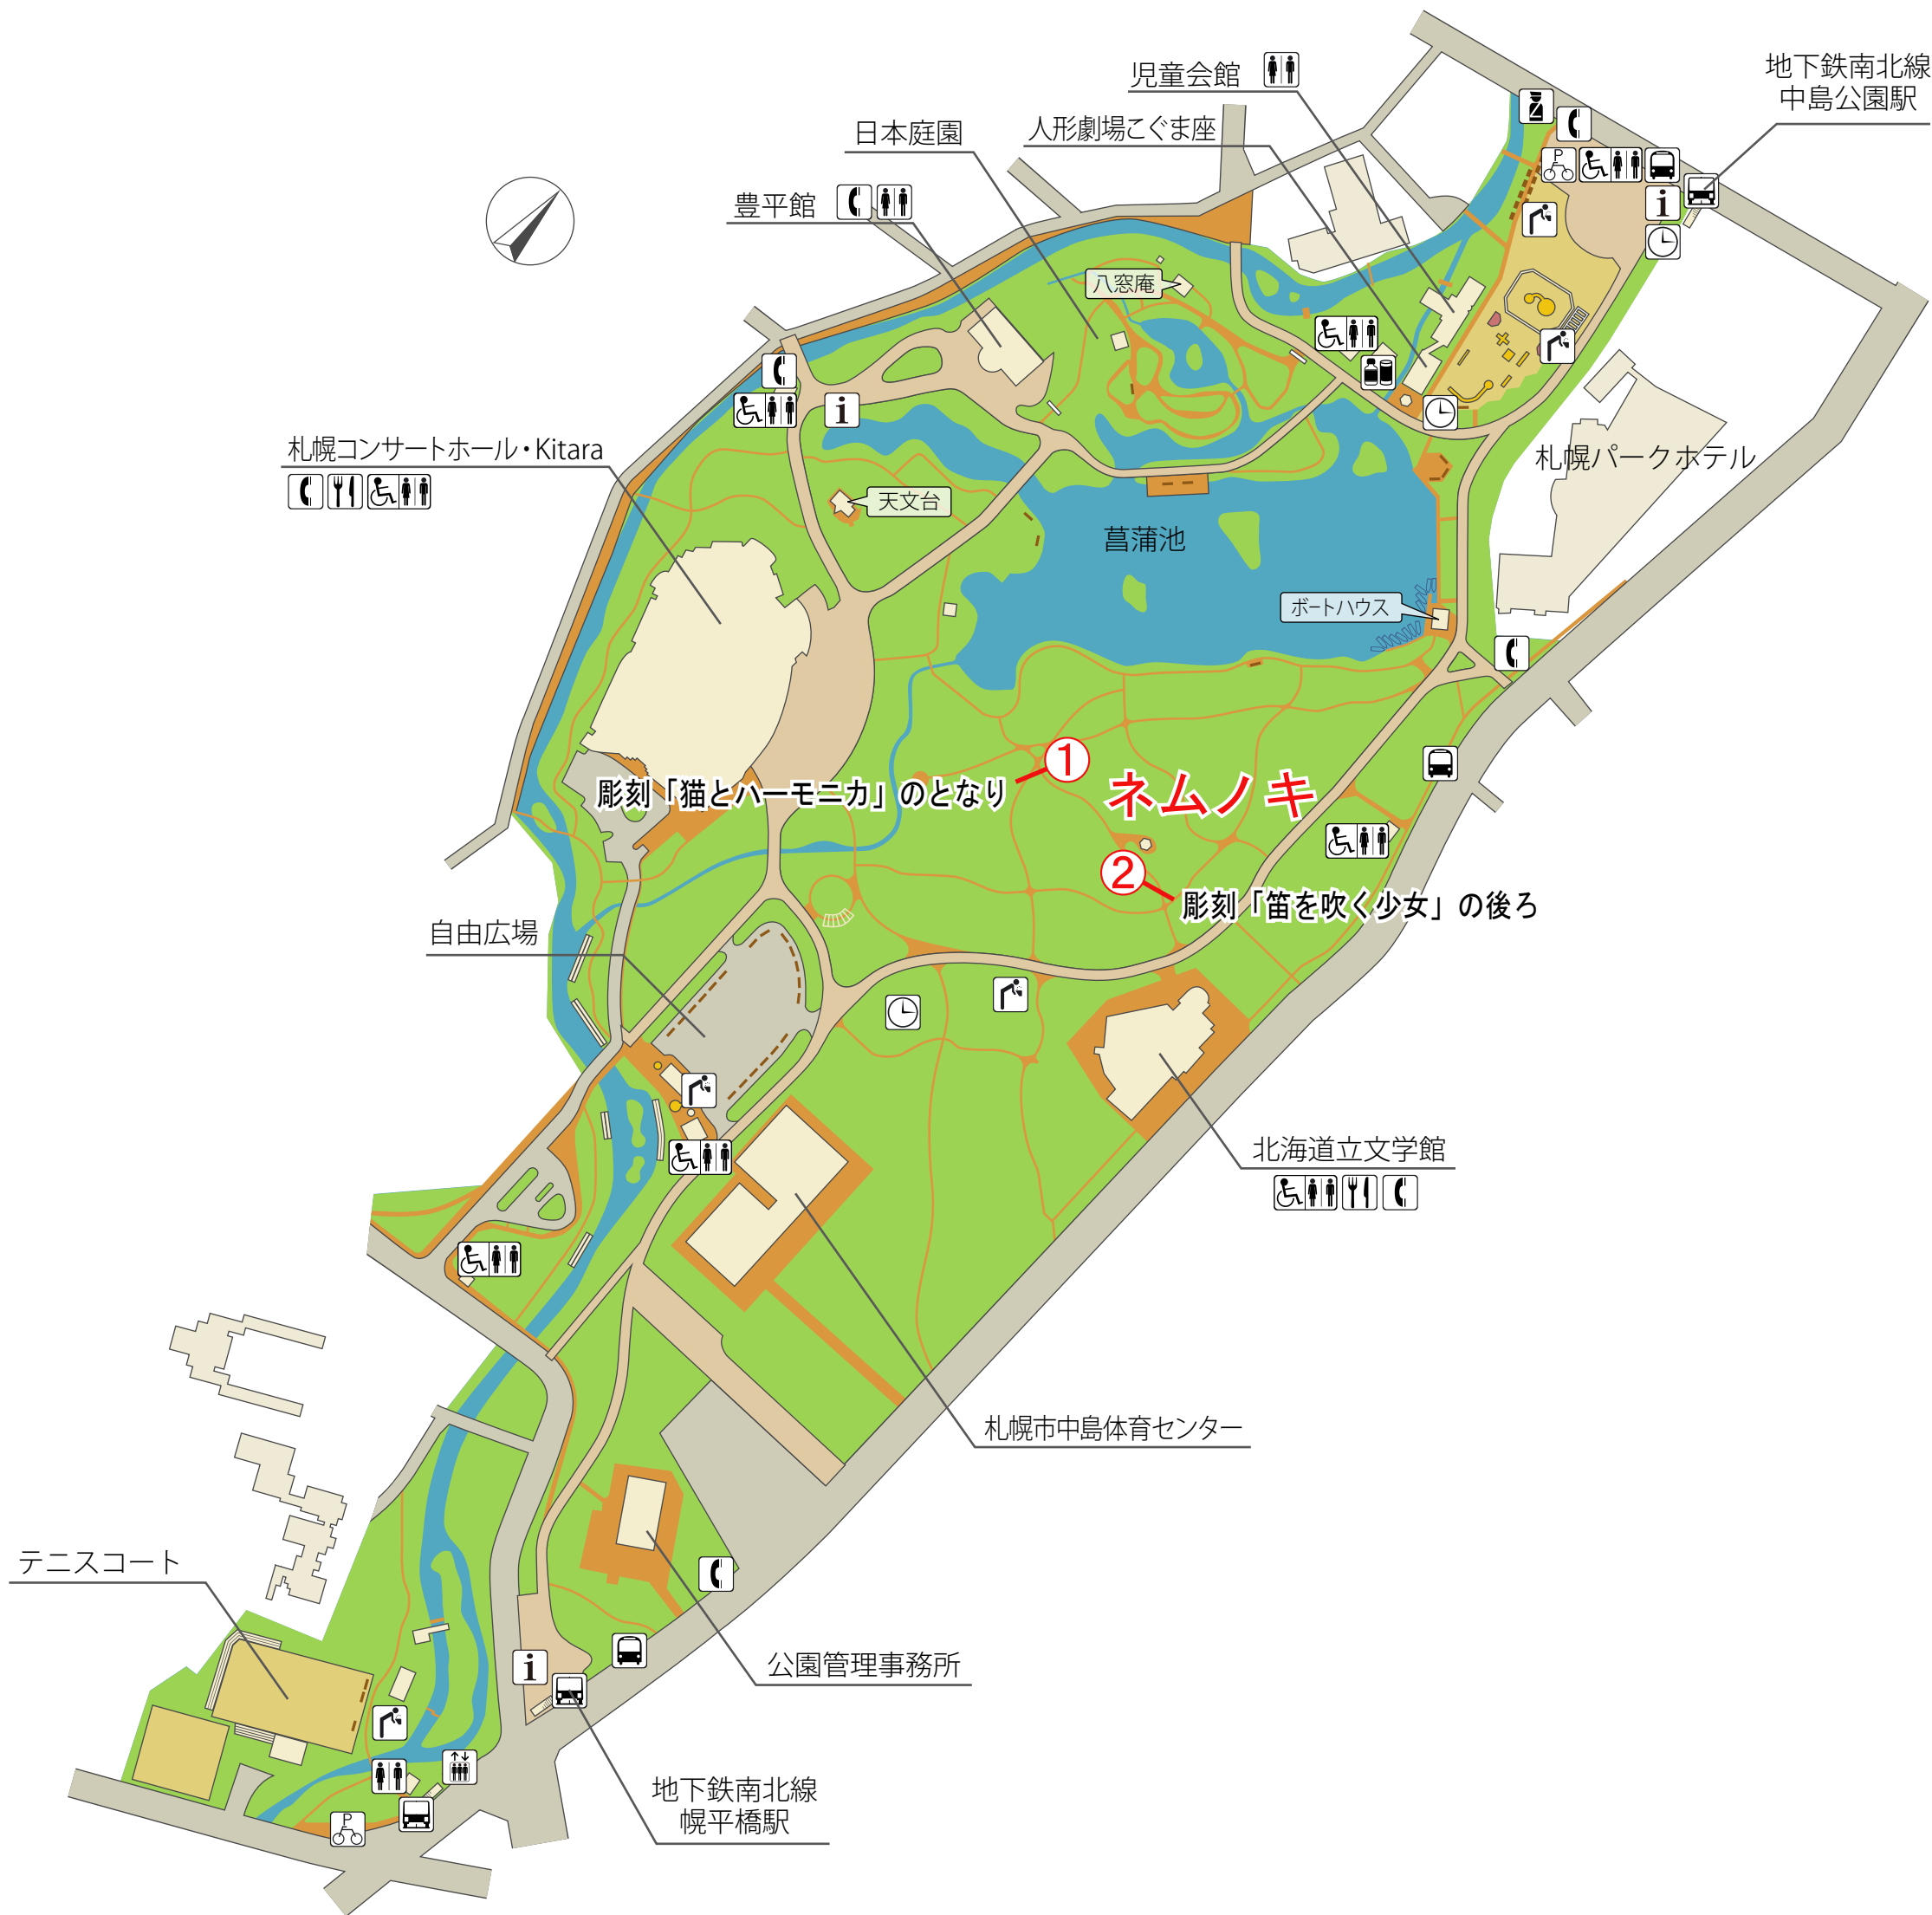 地下鉄南北線
中島公園駅
児童会館
人形劇場こぐま座
日本庭園
豊平館
八窓庵
札幌コンサートホール・Kitara
天文台
札幌パークホテル
菖蒲池
ボートハウス
① ネムノキ
彫刻「猫とハーモニカ」のとなり
②
彫刻「笛を吹く少女」の後ろ
自由広場
北海道立文学館
札幌市中島体育センター
テニスコート
公園管理事務所
地下鉄南北線
幌平橋駅
P
i
i
i
P